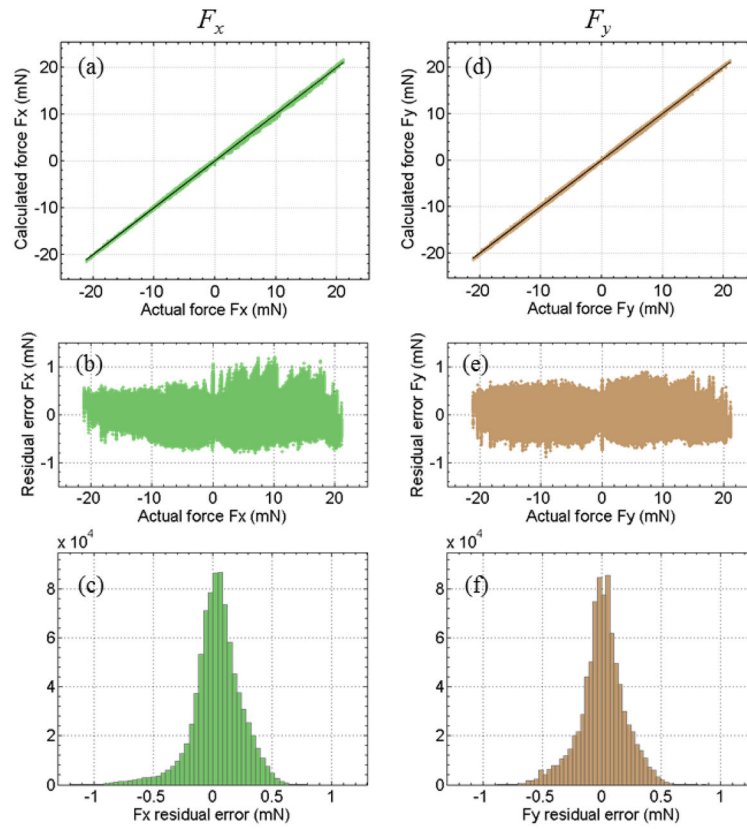 Fx Fy
(a)
Calculated force Fx (mN)
20
10
0
-10
-20
-20 -10 0 10 20
Actual force Fx (mN)
(d)
Calculated force Fy (mN)
20
10
0
-10
-20
-20 -10 0 10 20
Actual force Fy (mN)
(b)
Residual error Fx (mN)
1
0
-1
-20 -10 0 10 20
Actual force Fx (mN)
(e)
Residual error Fy (mN)
1
0
-1
-20 -10 0 10 20
Actual force Fy (mN)
x 10^4
(c)
8
6
4
2
0
-1 -0.5 0 0.5 1
Fx residual error (mN)
x 10^4
(f)
8
6
4
2
0
-1 -0.5 0 0.5 1
Fy residual error (mN)